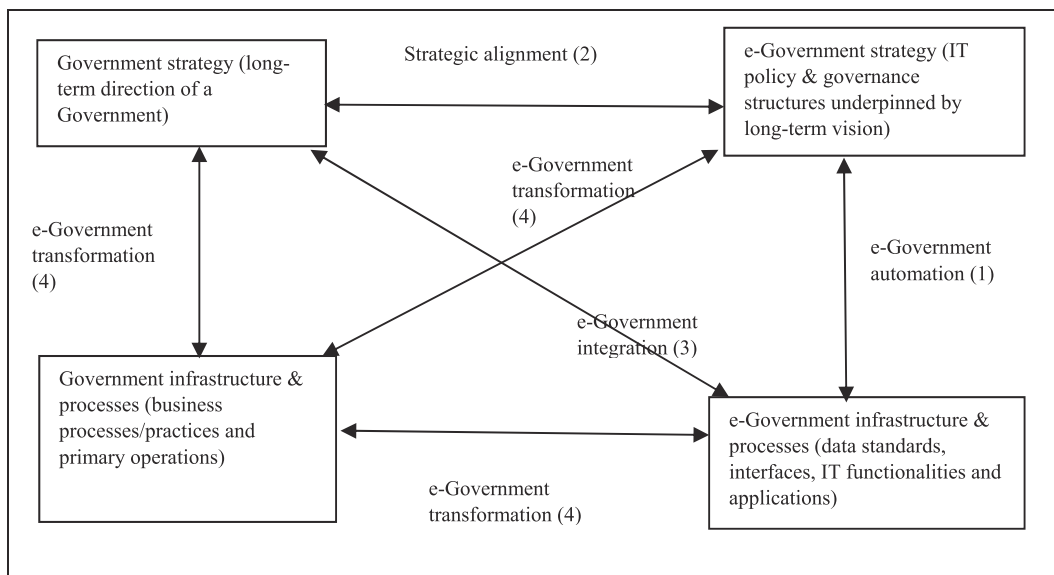 Government strategy (long-
term direction of a
Government)
Strategic alignment (2)
e-Government strategy (IT
policy & governance
structures underpinned by
long-term vision)
e-Government
transformation
(4)
e-Government
transformation
(4)
e-Government
automation (1)
e-Government
integration (3)
Government infrastructure &
processes (business
processes/practices and
primary operations)
e-Government infrastructure &
processes (data standards,
interfaces, IT functionalities and
applications)
e-Government
transformation (4)